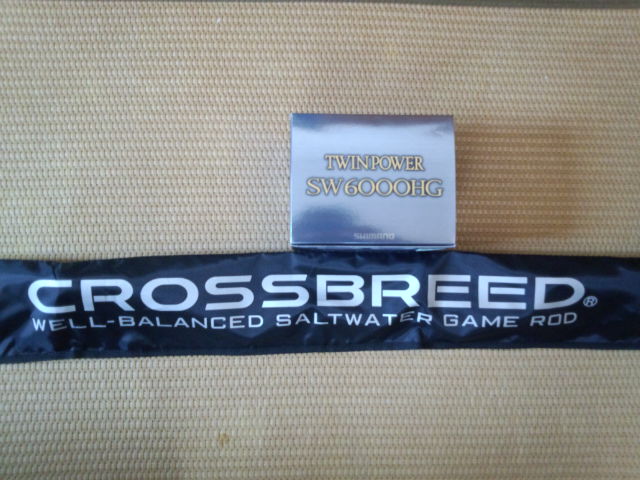 TWINPOWER
SW6000HG
SHIMANO
CROSSBREED®
WELL-BALANCED SALTWATER GAME ROD